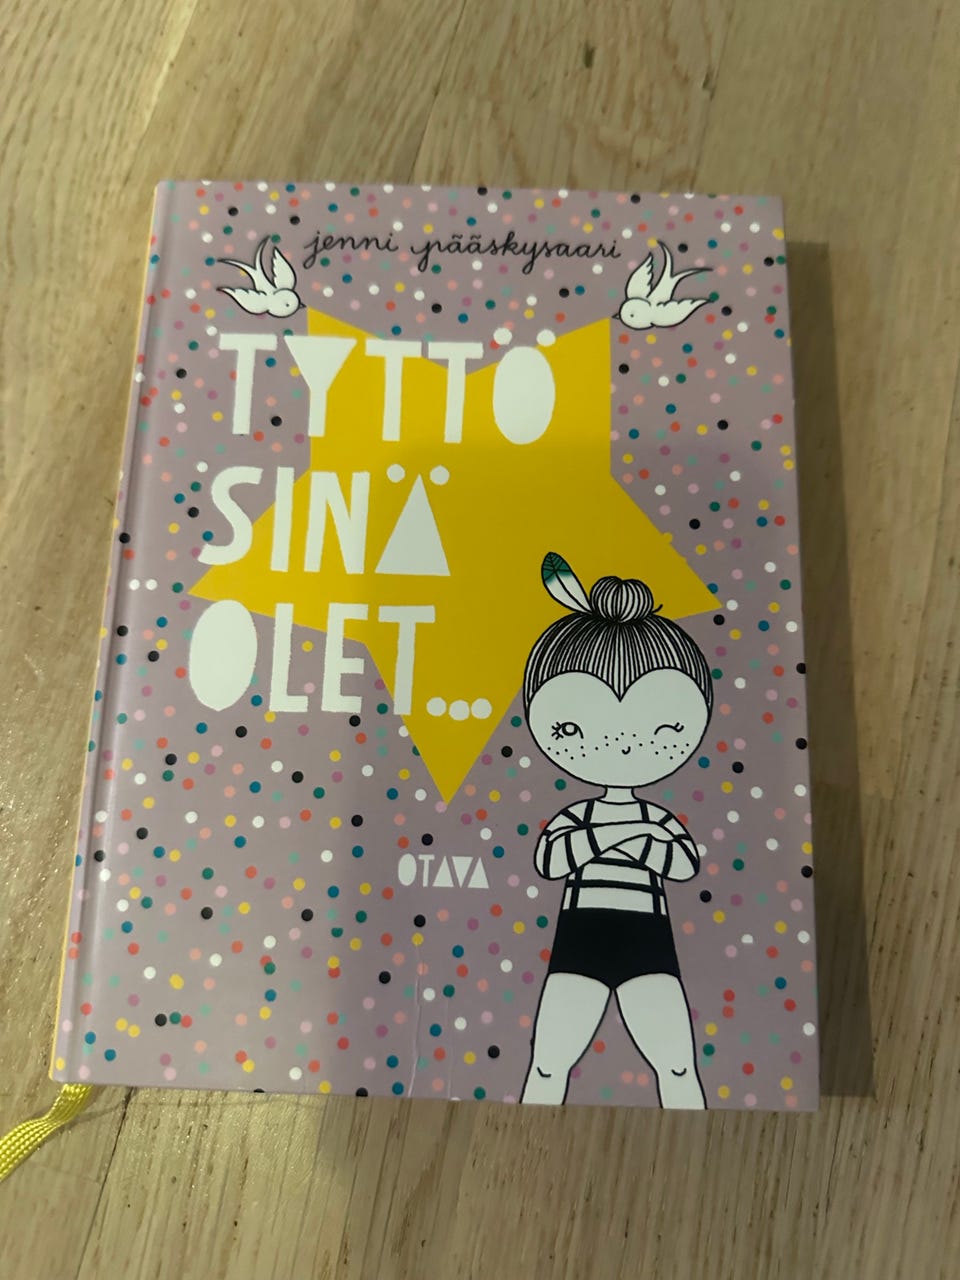 jenni pääskysaari
TYTTÖ
SINÄ
OLET...
OTAVA